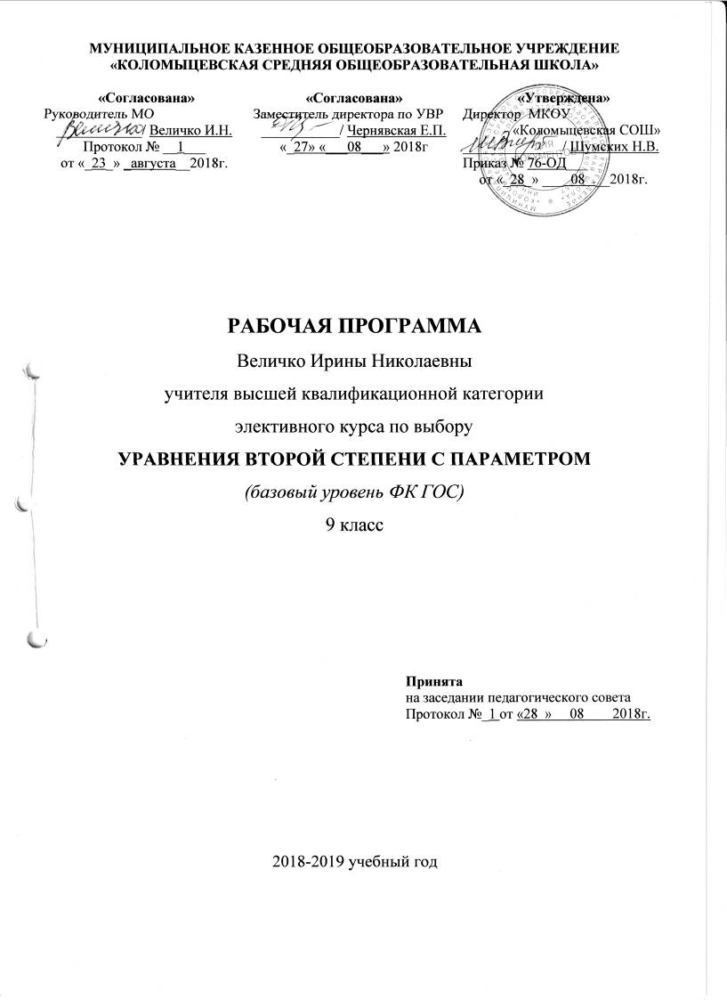 МУНИЦИПАЛЬНОЕ КАЗЕННОЕ ОБЩЕОБРАЗОВАТЕЛЬНОЕ УЧРЕЖДЕНИЕ
«КОЛОМЫЦЕВСКАЯ СРЕДНЯЯ ОБЩЕОБРАЗОВАТЕЛЬНАЯ ШКОЛА»
«Согласована»
Руководитель МО
Величко / Величко И.Н.
Протокол № 1
от « 23 » августа 2018г.
«Согласована»
Заместитель директора по УВР
/ Чернявская Е.П.
« 27» « 08 » 2018г
«Утверждена»
Директор МКОУ
«Коломыцевская СОШ»
/ Шумских Н.В.
Приказ № 76-ОД
от « 28 » 08 2018г.
РАБОЧАЯ ПРОГРАММА
Величко Ирины Николаевны
учителя высшей квалификационной категории
элективного курса по выбору
УРАВНЕНИЯ ВТОРОЙ СТЕПЕНИ С ПАРАМЕТРОМ
(базовый уровень ФК ГОС)
9 класс
Принята
на заседании педагогического совета
Протокол № 1 от «28 » 08 2018г.
2018-2019 учебный год